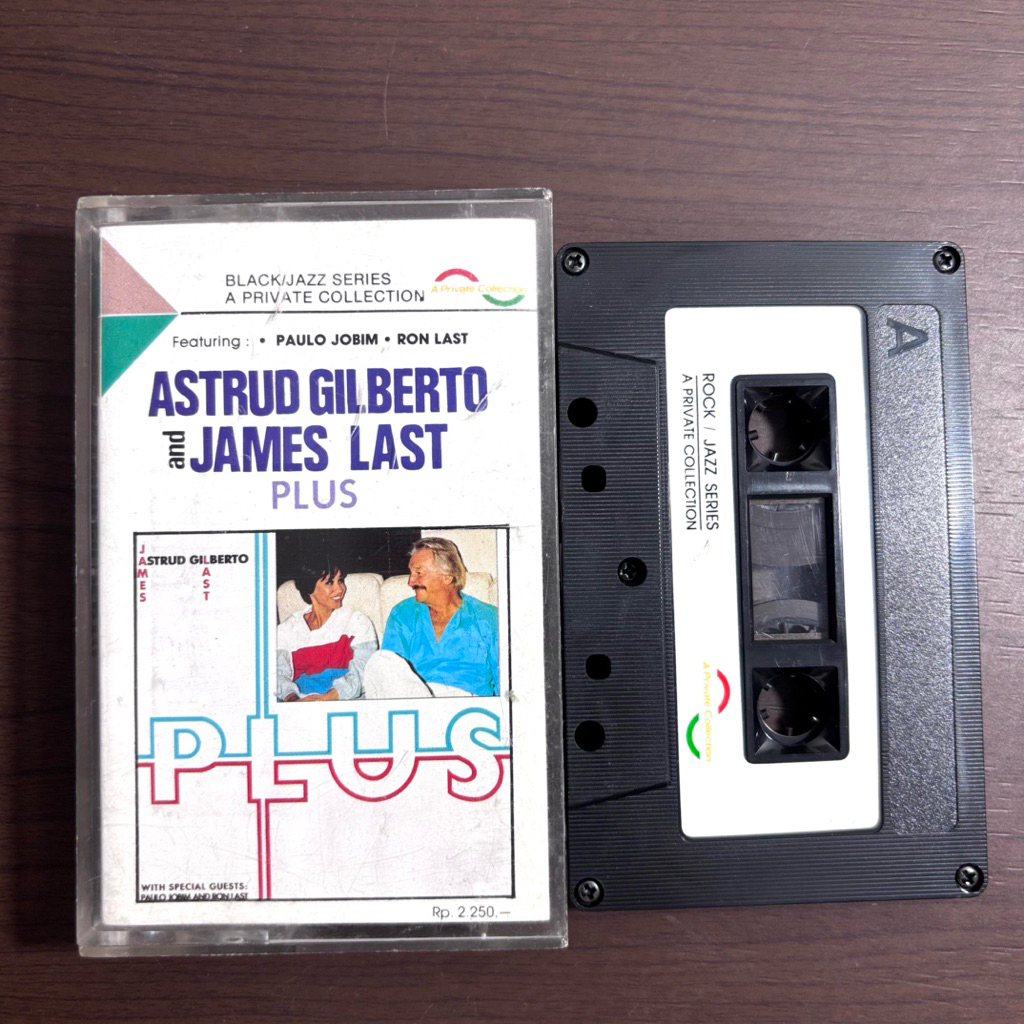 BLACK/JAZZ SERIES
A PRIVATE COLLECTION
A Private Collection
Featuring : • PAULO JOBIM • RON LAST
ASTRUD GILBERTO
and JAMES LAST
PLUS
JAMES
ASTRUD GILBERTO
LAST
PLUS
WITH SPECIAL GUESTS:
PAULO JOBIM AND RON LAST
Rp. 2.250,—
A
ROCK / JAZZ SERIES
A PRIVATE COLLECTION
A Private Collection